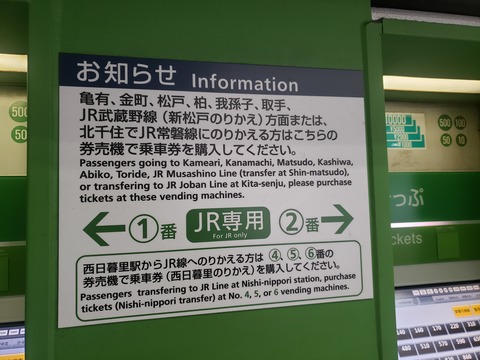 お知らせ Information
亀有、金町、松戸、柏、我孫子、取手、
JR武蔵野線（新松戸のりかえ）方面または、
北千住でJR常磐線にのりかえる方はこちらの
券売機で乗車券を購入してください。
Passengers going to Kameari, Kanamachi, Matsudo, Kashiwa,
Abiko, Toride, JR Musashino Line (transfer at Shin-matsudo),
or transfering to JR Joban Line at Kita-senju, please purchase
tickets at these vending machines.
←①番 JR専用 ②番→
For JR only
西日暮里駅からJR線へのりかえる方は④、⑤、⑥番の
券売機で乗車券（西日暮里のりかえ）を購入してください。
Passengers transfering to JR Line at Nishi-nippori station, purchase
tickets (Nishi-nippori transfer) at No. 4, 5, or 6 vending machines.
500
100
50
10
っぷ
ckets